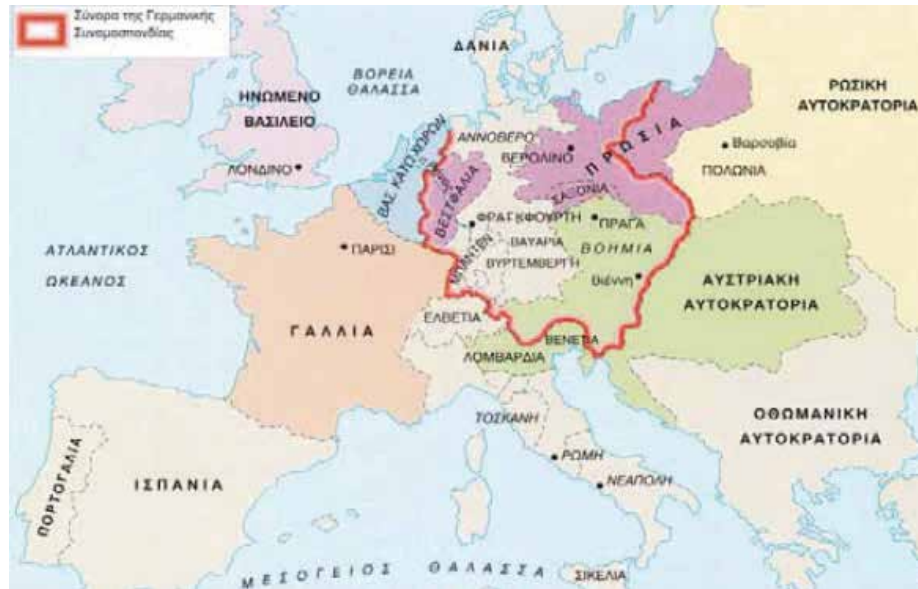 Σύνορα της Γερμανικής
Συνομοσπονδίας
ΔΑΝΙΑ
ΒΟΡΕΙΑ
ΘΑΛΑΣΣΑ
ΗΝΩΜΕΝΟ
ΒΑΣΙΛΕΙΟ
ΛΟΝΔΙΝΟ
ΡΩΣΙΚΗ
ΑΥΤΟΚΡΑΤΟΡΙΑ
Βαρσοβία
ΠΟΛΩΝΙΑ
ΑΝΝΟΒΕΡΟ
ΒΕΡΟΛΙΝΟ
ΠΡΩΣΙΑ
ΒΑΣ ΚΑΤΩ ΧΩΡΩΝ
ΒΕΣΤΦΑΛΙΑ
ΣΑΞΟΝΙΑ
ΦΡΑΓΚΦΟΥΡΤΗ
ΠΡΑΓΑ
ΑΤΛΑΝΤΙΚΟΣ
ΩΚΕΑΝΟΣ
ΠΑΡΙΣΙ
ΒΑΥΑΡΙΑ
ΒΟΗΜΙΑ
ΒΥΡΤΕΜΒΕΡΓΗ
Βιέννη
ΑΥΣΤΡΙΑΚΗ
ΑΥΤΟΚΡΑΤΟΡΙΑ
ΓΑΛΛΙΑ
ΕΛΒΕΤΙΑ
ΒΕΝΕΤΙΑ
ΛΟΜΒΑΡΔΙΑ
ΤΟΣΚΑΝΗ
ΟΘΩΜΑΝΙΚΗ
ΑΥΤΟΚΡΑΤΟΡΙΑ
ΡΩΜΗ
ΝΕΑΠΟΛΗ
ΠΟΡΤΟΓΑΛΙΑ
ΙΣΠΑΝΙΑ
ΜΕΣΟΓΕΙΟΣ ΘΑΛΑΣΣΑ
ΣΙΚΕΛΙΑ